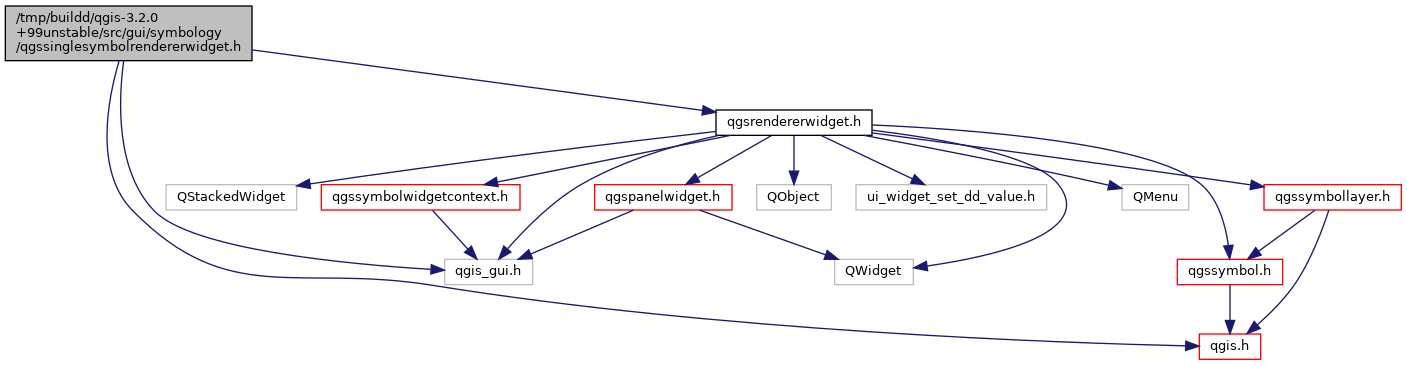 /tmp/buildd/qgis-3.2.0
+99unstable/src/gui/symbology
/qgssinglesymbolrendererwidget.h
qgsrendererwidget.h
QStackedWidget
qgssymbolwidgetcontext.h
qgspanelwidget.h
QObject
ui_widget_set_dd_value.h
QMenu
qgssymbollayer.h
qgis_gui.h
QWidget
qgssymbol.h
qgis.h